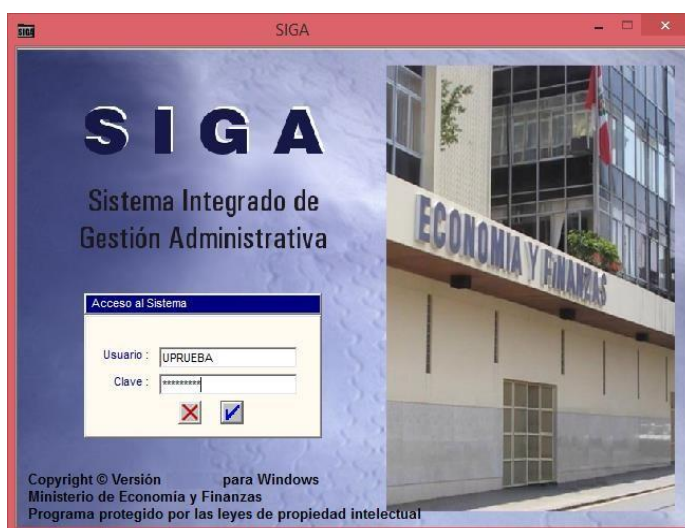 SIGA
SIGA
SIGA
Sistema Integrado de
Gestión Administrativa
ECONOMIA Y FINANZAS
Acceso al Sistema
Usuario : UPRUEBA
Clave : *********
Copyright © Versión para Windows
Ministerio de Economía y Finanzas
Programa protegido por las leyes de propiedad intelectual